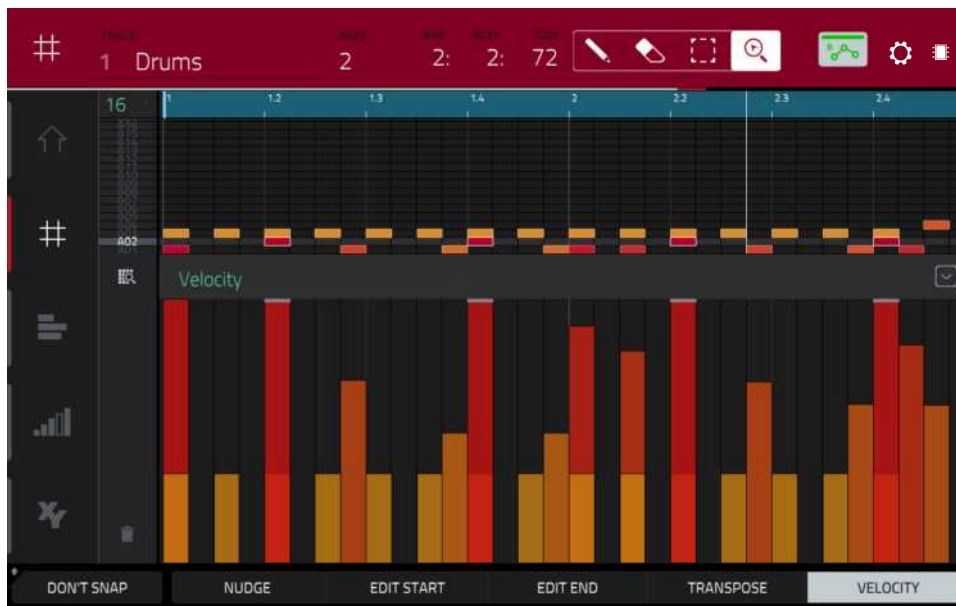 1 Drums 2 2: 2: 72
16 1 1.2 1.3 1.4 2 2.2 2.3 2.4
A02
Velocity
XY
DON'T SNAP NUDGE EDIT START EDIT END TRANSPOSE VELOCITY